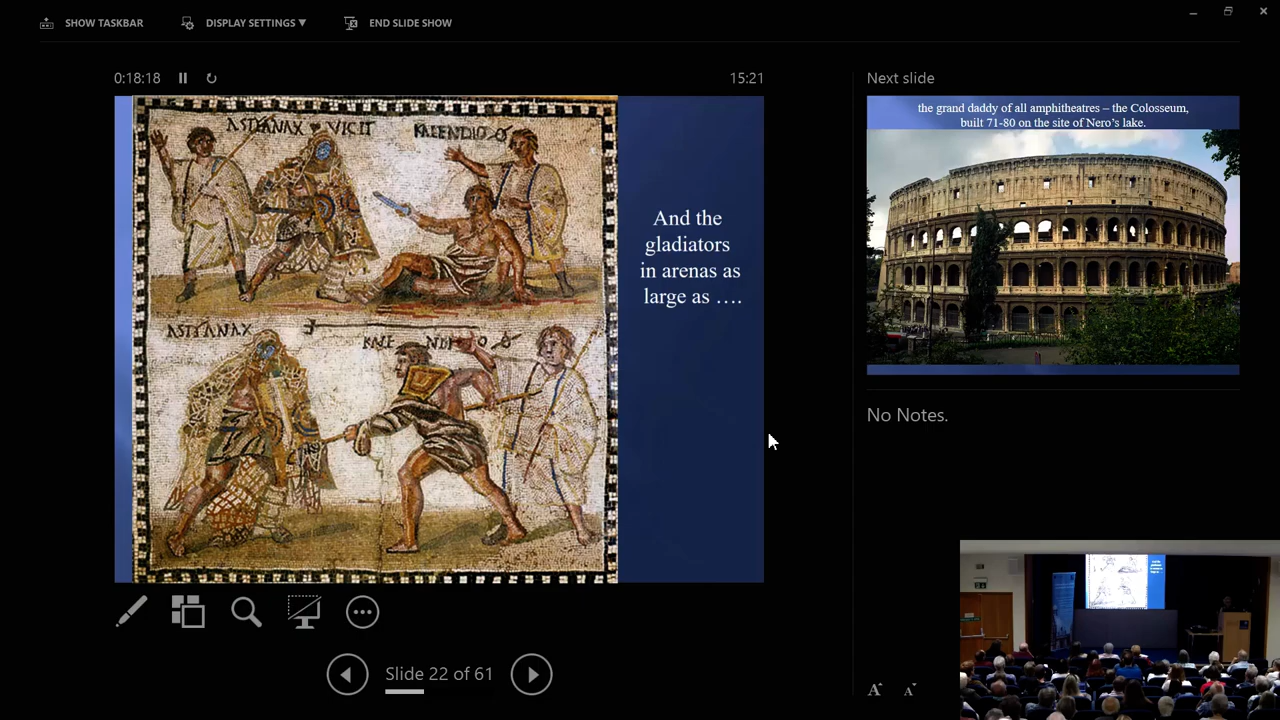 SHOW TASKBAR
DISPLAY SETTINGS ▼
END SLIDE SHOW
0:18:18
15:21
Next slide
ASTYANAX VICIT
KALENDIO
And the
gladiators
in arenas as
large as ….
ASTYANAX
KALENDIO
the grand daddy of all amphitheatres – the Colosseum,
built 71-80 on the site of Nero's lake.
No Notes.
Slide 22 of 61
A
A